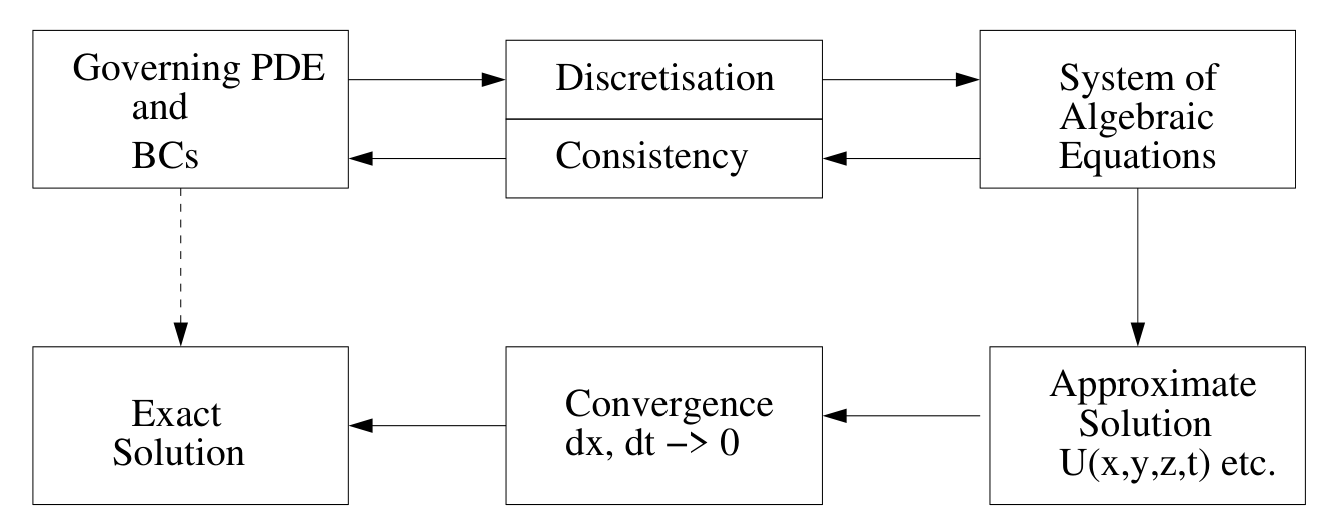 Governing PDE
and
BCs
Discretisation
Consistency
System of
Algebraic
Equations
Exact
Solution
Convergence
dx, dt −> 0
Approximate
Solution
U(x,y,z,t) etc.